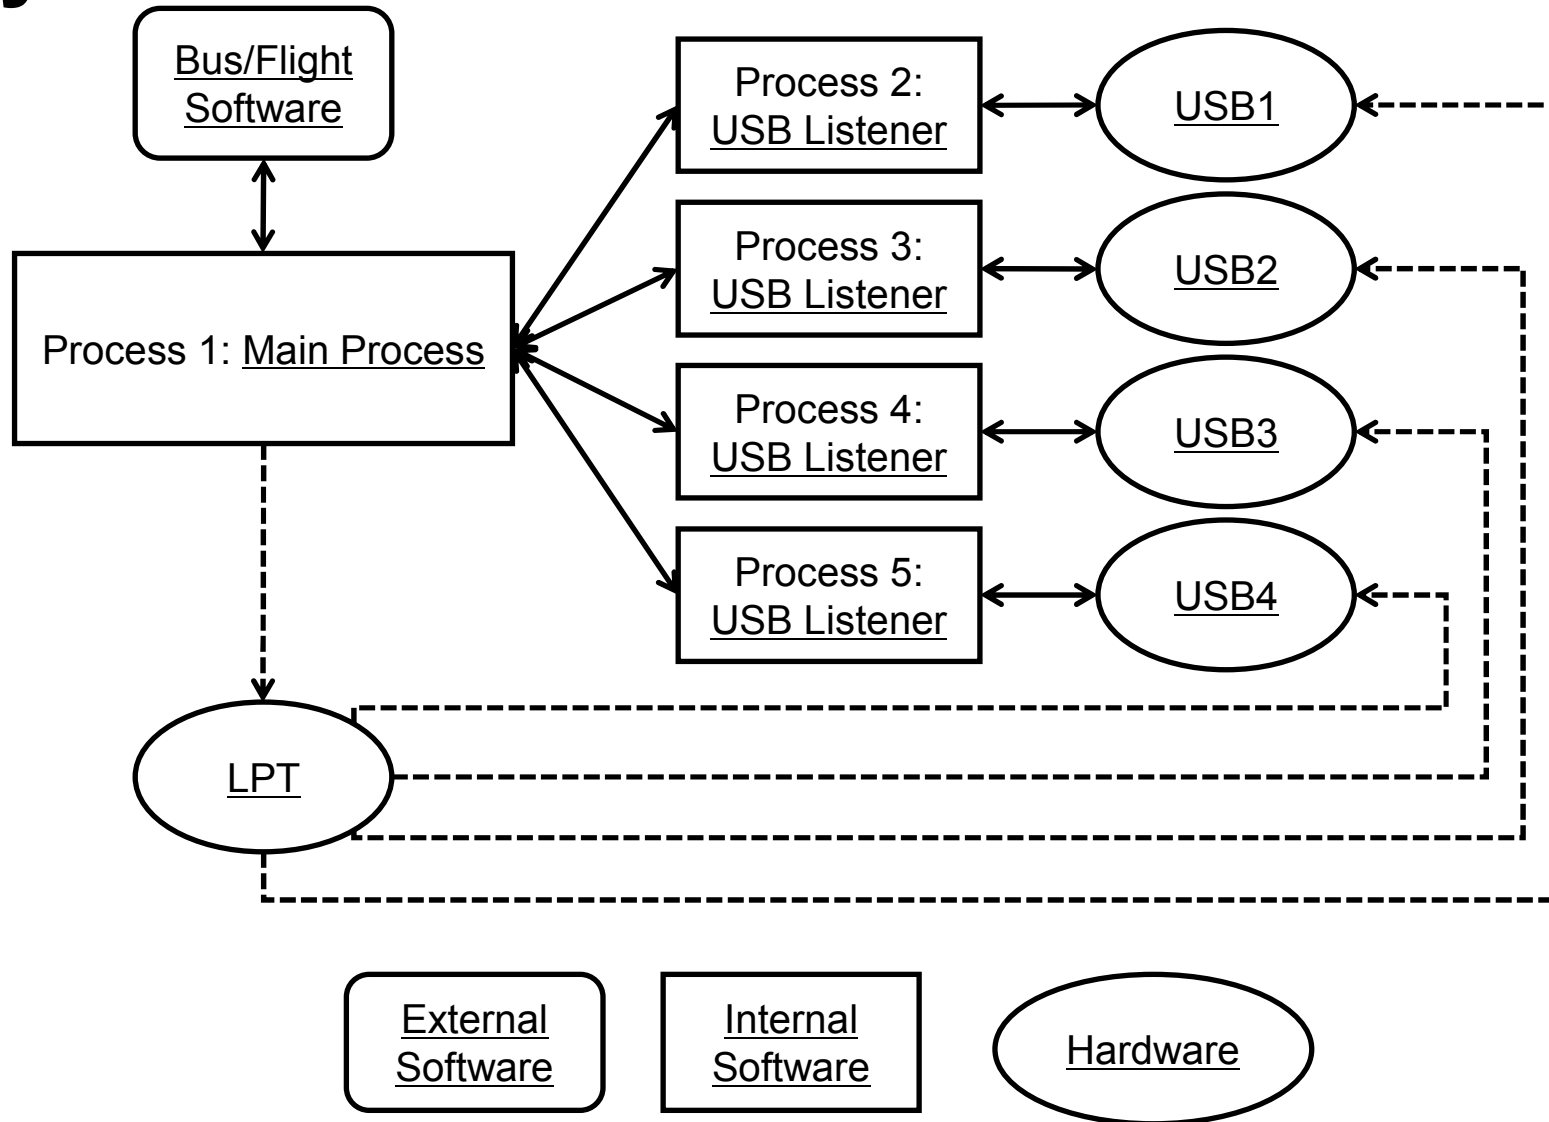 Bus/Flight
Software
Process 1: Main Process
Process 2:
USB Listener
USB1
Process 3:
USB Listener
USB2
Process 4:
USB Listener
USB3
Process 5:
USB Listener
USB4
LPT
External
Software
Internal
Software
Hardware